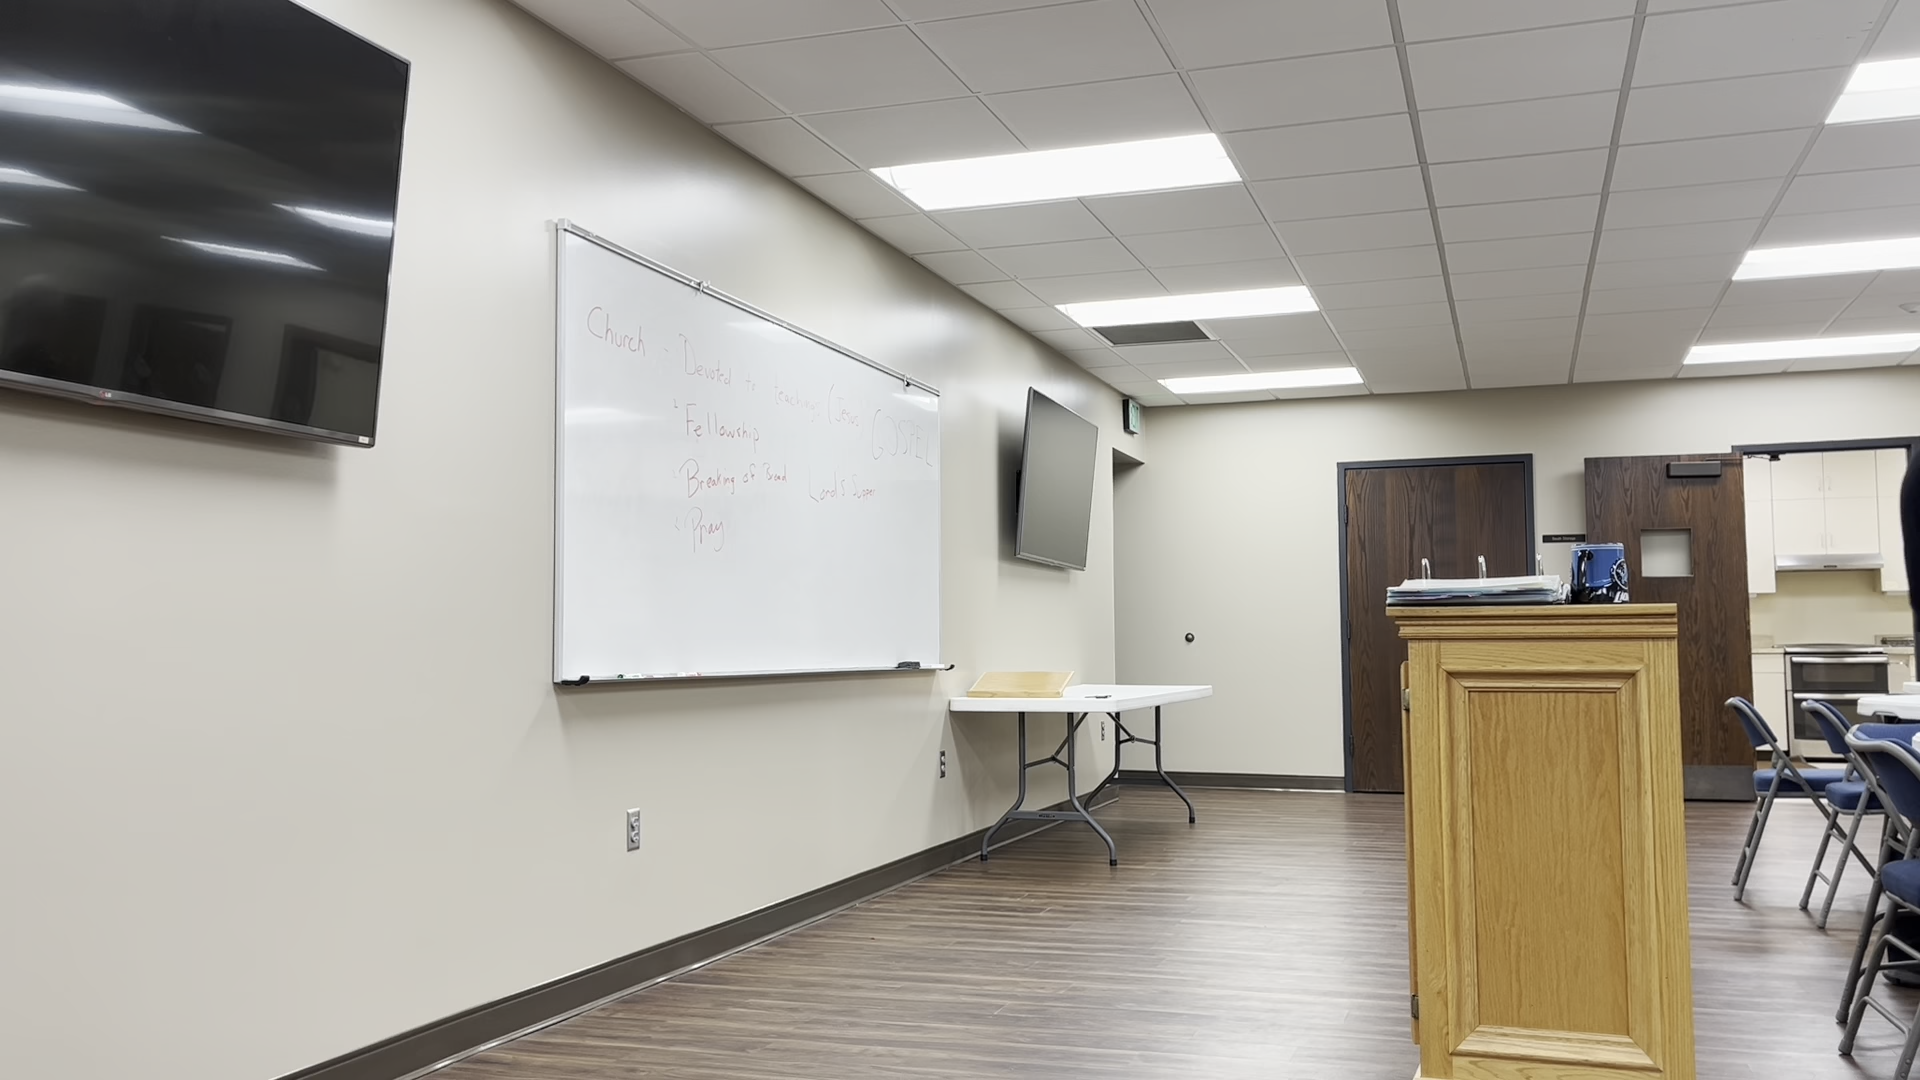 Church - Devoted to teachings (Jesus) GOSPEL
Fellowship
Breaking of Bread Lord's Supper
Pray